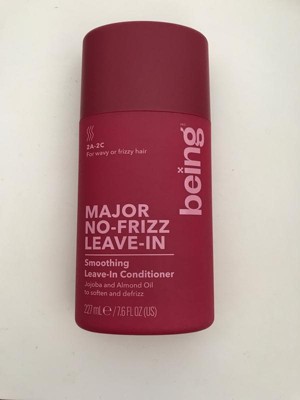 2A-2C
For wavy or frizzy hair
being
MAJOR
NO-FRIZZ
LEAVE-IN
Smoothing
Leave-In Conditioner
Jojoba and Almond Oil
to soften and defrizz
227 mL ℮ / 7.6 FL OZ (US)